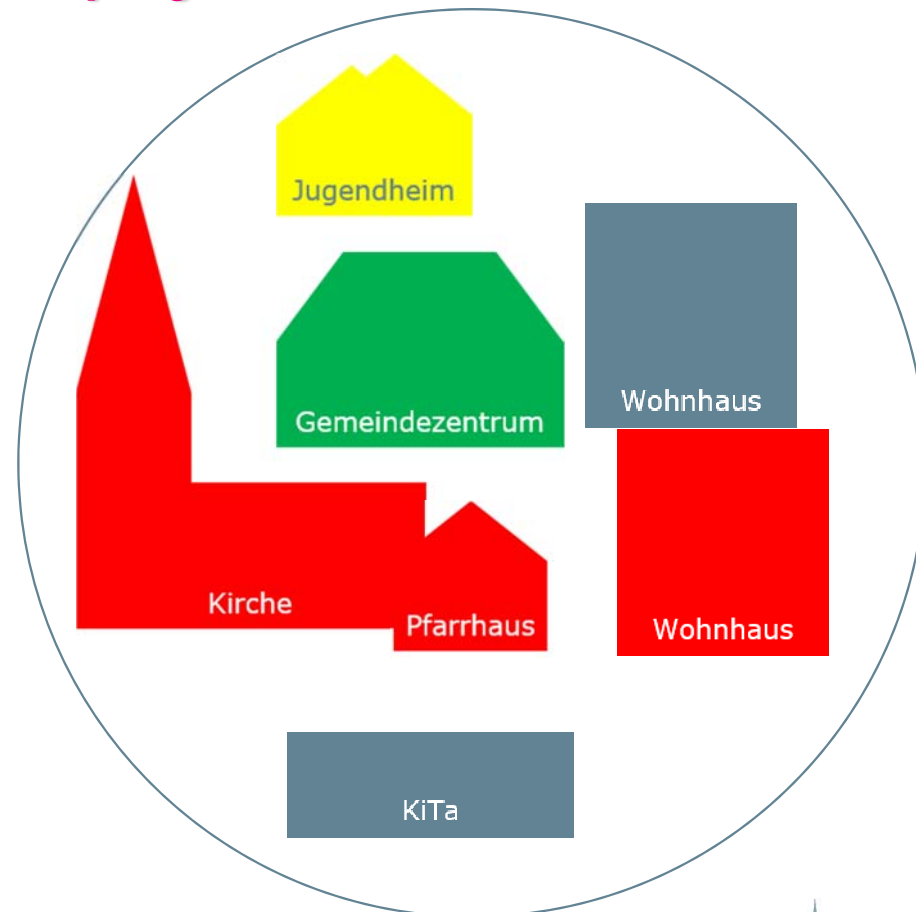 Jugendheim
Gemeindezentrum
Wohnhaus
Kirche
Pfarrhaus
Wohnhaus
KiTa